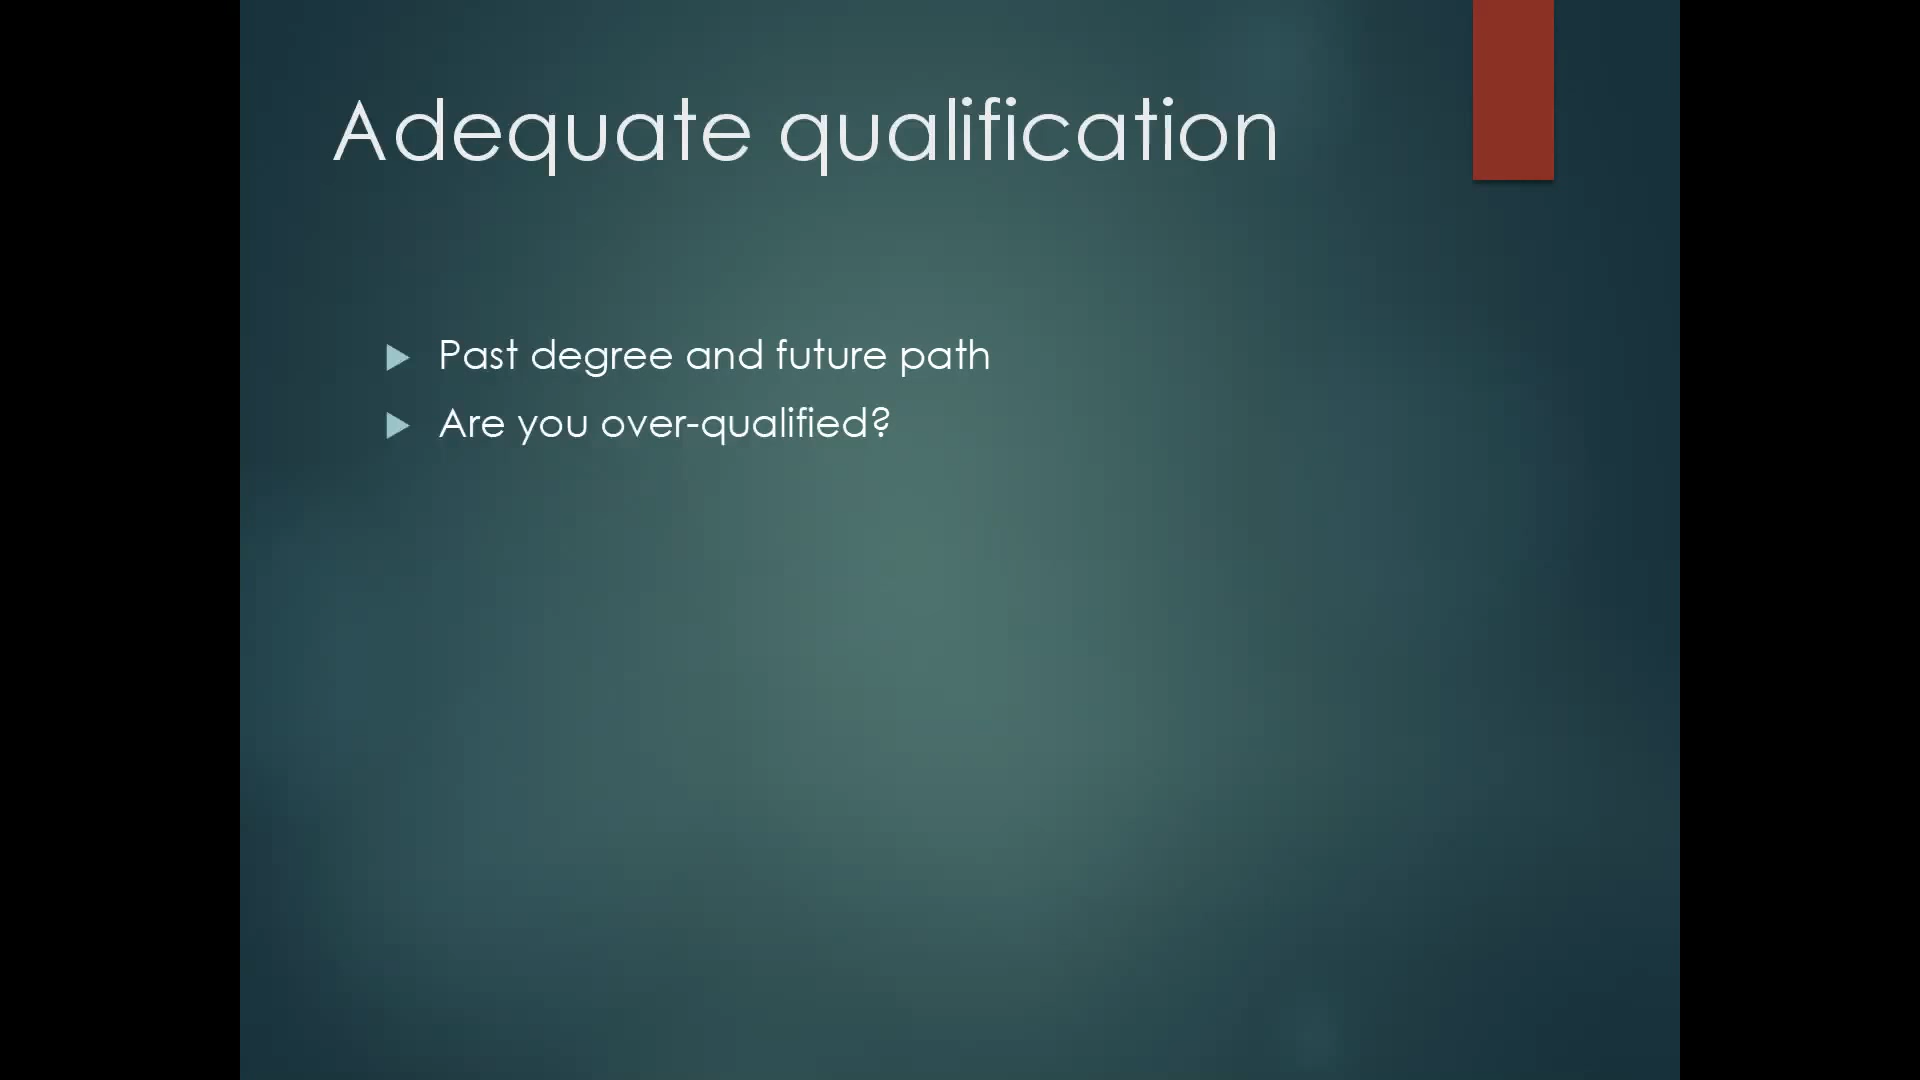 Adequate qualification
Past degree and future path
Are you over-qualified?